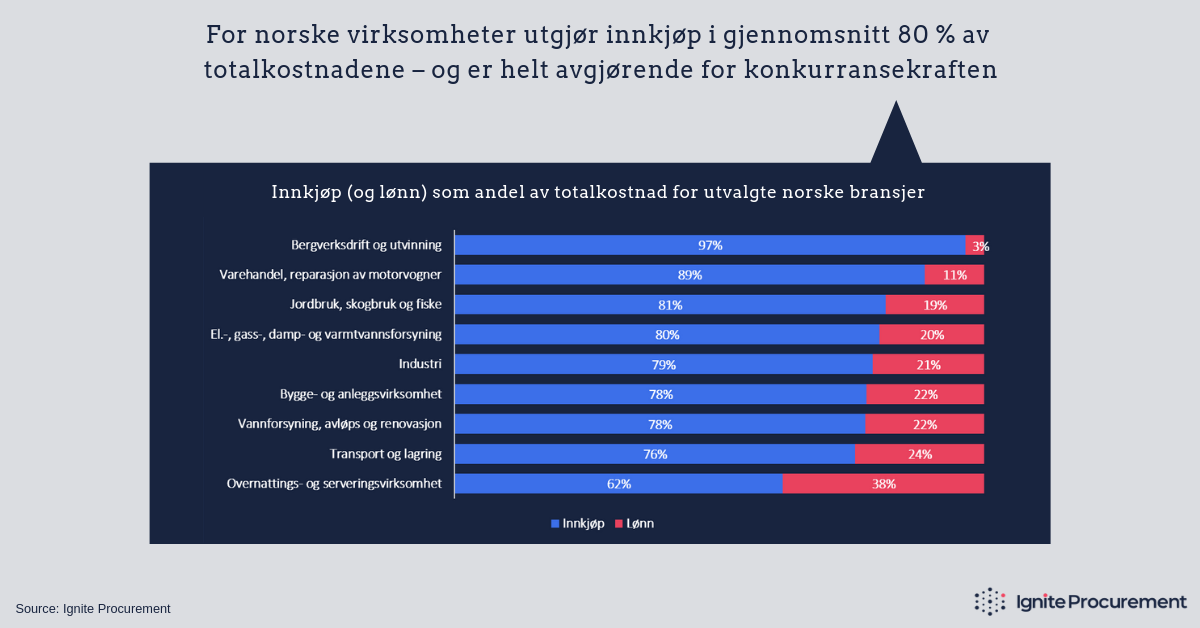 For norske virksomheter utgjør innkjøp i gjennomsnitt 80 % av
totalkostnadene – og er helt avgjørende for konkurransekraften
Innkjøp (og lønn) som andel av totalkostnad for utvalgte norske bransjer
Bergverksdrift og utvinning 97% 3%
Varehandel, reparasjon av motorvogner 89% 11%
Jordbruk, skogbruk og fiske 81% 19%
El.-, gass-, damp- og varmtvannsforsyning 80% 20%
Industri 79% 21%
Bygge- og anleggsvirksomhet 78% 22%
Vannforsyning, avløps og renovasjon 78% 22%
Transport og lagring 76% 24%
Overnattings- og serveringsvirksomhet 62% 38%
Innkjøp Lønn
Source: Ignite Procurement
Ignite Procurement